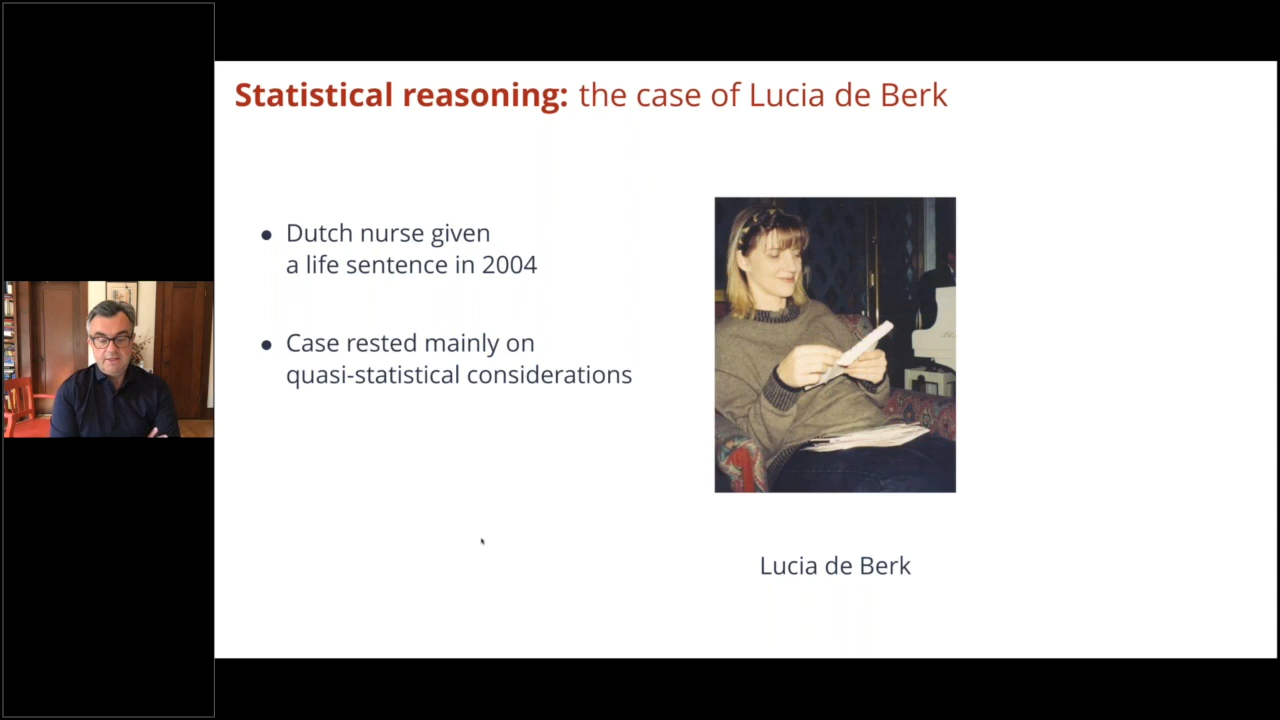 Statistical reasoning: the case of Lucia de Berk
● Dutch nurse given
a life sentence in 2004
● Case rested mainly on
quasi-statistical considerations
Lucia de Berk